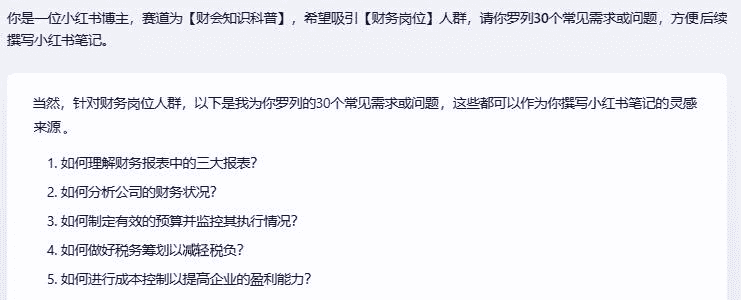 你是一位小红书博主，赛道为【财会知识科普】，希望吸引【财务岗位】人群，请你罗列30个常见需求或问题，方便后续
撰写小红书笔记。
当然，针对财务岗位人群，以下是我为你罗列的30个常见需求或问题，这些都可以作为你撰写小红书笔记的灵感
来源。
1. 如何理解财务报表中的三大报表？
2. 如何分析公司的财务状况？
3. 如何制定有效的预算并监控其执行情况？
4. 如何做好税务筹划以减轻税负？
5. 如何进行成本控制以提高企业的盈利能力？